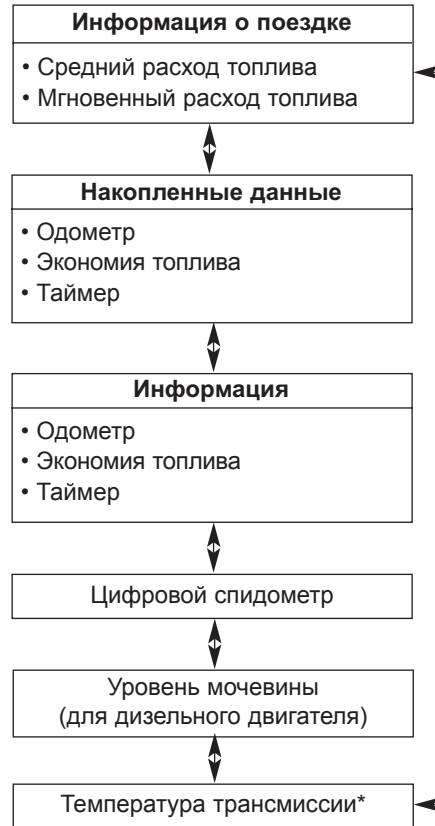 Информация о поездке
• Средний расход топлива
• Мгновенный расход топлива
Накопленные данные
• Одометр
• Экономия топлива
• Таймер
Информация
• Одометр
• Экономия топлива
• Таймер
Цифровой спидометр
Уровень мочевины
(для дизельного двигателя)
Температура трансмиссии*